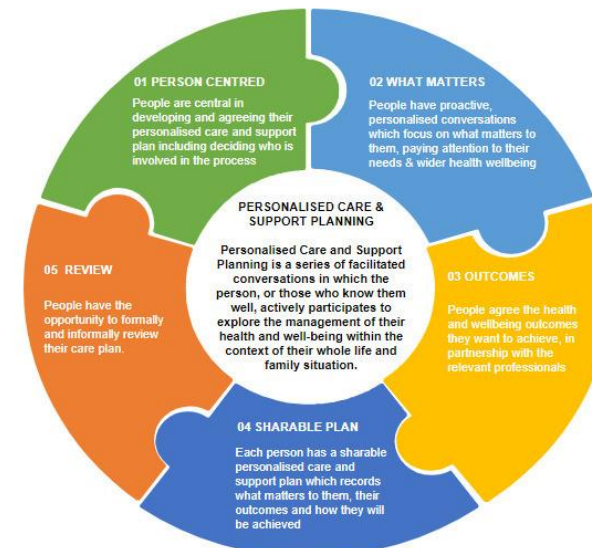 01 PERSON CENTRED
People are central in
developing and agreeing their
personalised care and support
plan including deciding who is
involved in the process
02 WHAT MATTERS
People have proactive,
personalised conversations
which focus on what matters to
them, paying attention to their
needs & wider health wellbeing
PERSONALISED CARE &
SUPPORT PLANNING
Personalised Care and Support
Planning is a series of facilitated
conversations in which the
person, or those who know them
well, actively participates to
explore the management of their
health and well-being within the
context of their whole life and
family situation.
03 OUTCOMES
People agree the health
and wellbeing outcomes
they want to achieve, in
partnership with the
relevant professionals
04 SHARABLE PLAN
Each person has a sharable
personalised care and
support plan which records
what matters to them, their
outcomes and how they will
be achieved
05 REVIEW
People have the
opportunity to formally
and informally review
their care plan.